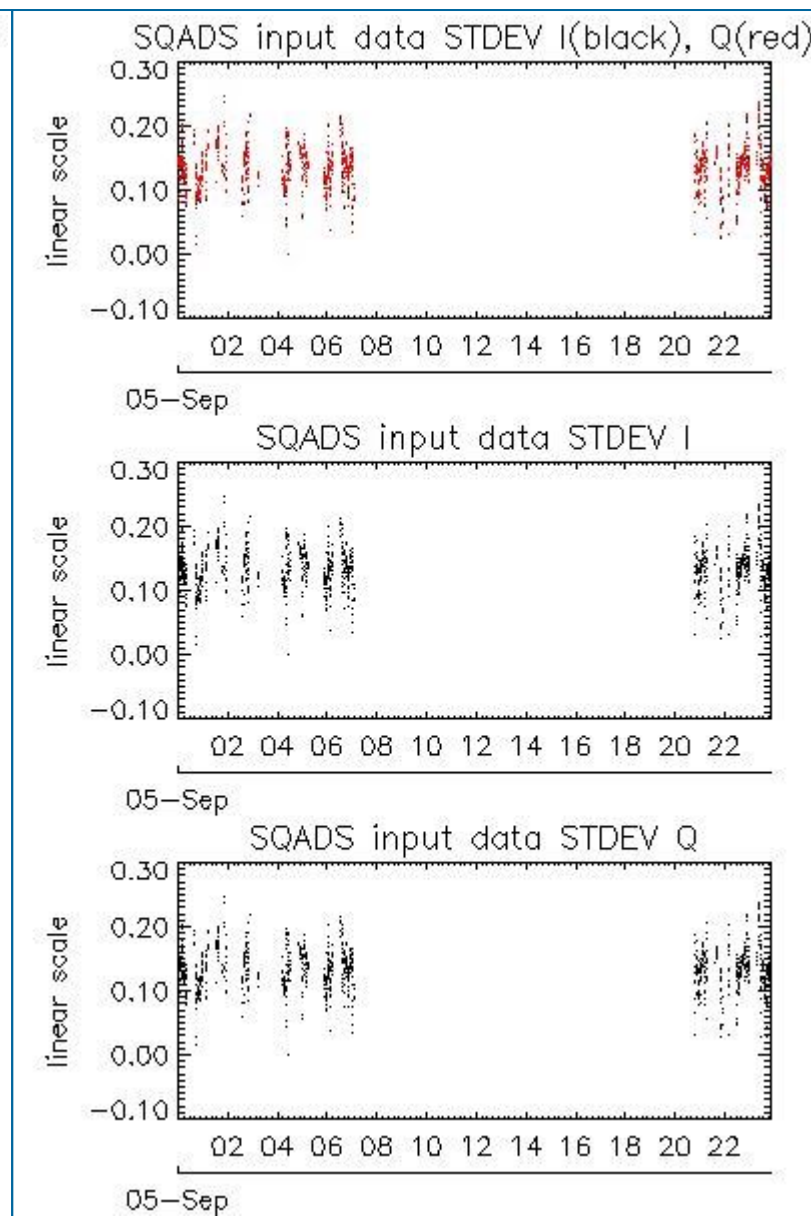 SQADS input data STDEV I(black), Q(red)
0.30
0.20
0.10
0.00
-0.10
linear scale
02 04 06 08 10 12 14 16 18 20 22
05-Sep
SQADS input data STDEV I
0.30
0.20
0.10
0.00
-0.10
linear scale
02 04 06 08 10 12 14 16 18 20 22
05-Sep
SQADS input data STDEV Q
0.30
0.20
0.10
0.00
-0.10
linear scale
02 04 06 08 10 12 14 16 18 20 22
05-Sep